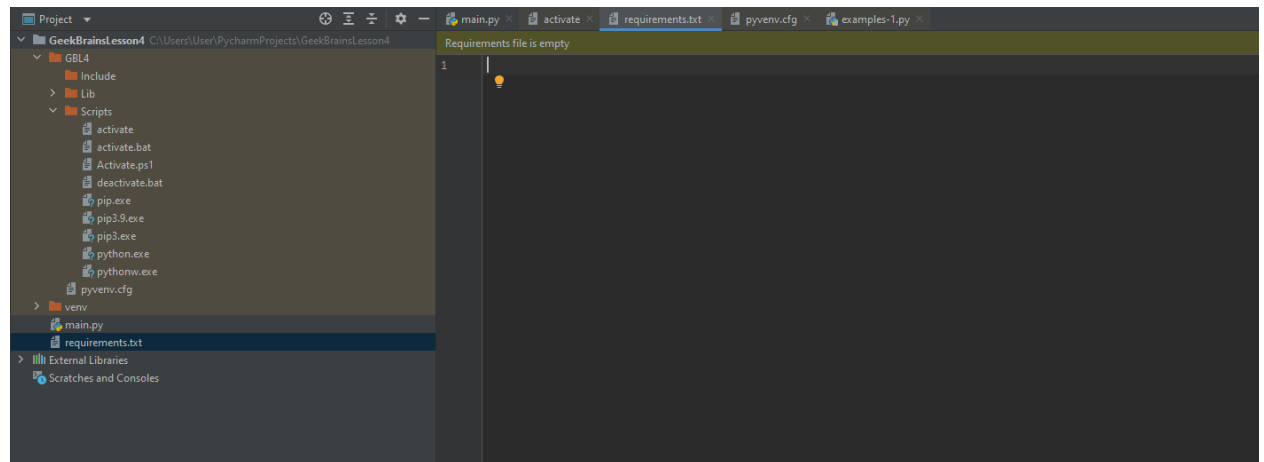 Project
main.py activate requirements.txt pyvenv.cfg examples-1.py
GeekBrainsLesson4 C:\Users\User\PycharmProjects\GeekBrainsLesson4
Requirements file is empty
GBL4
1
Include
Lib
Scripts
activate
activate.bat
Activate.ps1
deactivate.bat
pip.exe
pip3.9.exe
pip3.exe
python.exe
pythonw.exe
pyvenv.cfg
venv
main.py
requirements.txt
External Libraries
Scratches and Consoles